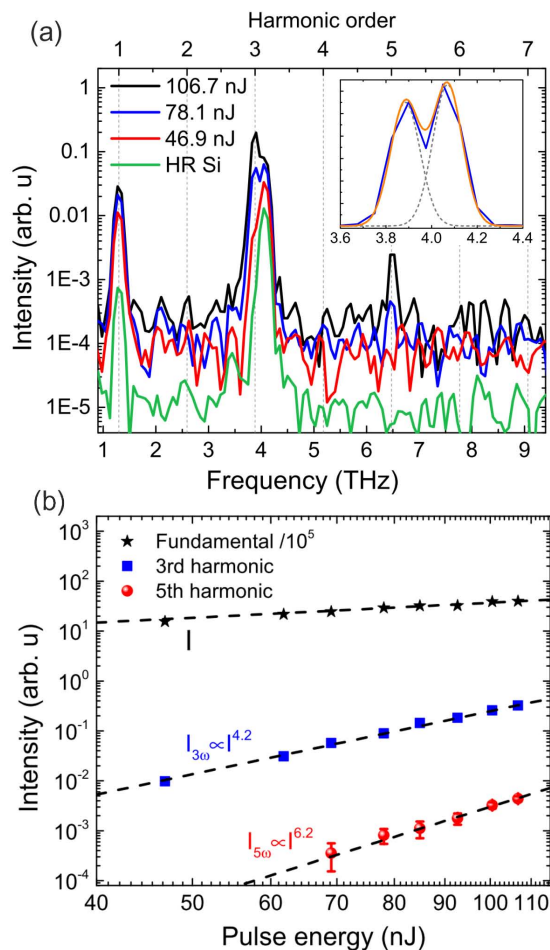 (a)
Harmonic order
1 2 3 4 5 6 7
1
0.1
0.01
1E-3
1E-4
1E-5
Intensity (arb. u)
106.7 nJ
78.1 nJ
46.9 nJ
HR Si
3.6 3.8 4.0 4.2 4.4
1 2 3 4 5 6 7 8 9
Frequency (THz)
(b)
10³
10²
10¹
10⁰
10⁻¹
10⁻²
10⁻³
10⁻⁴
Intensity (arb. u)
Fundamental /10⁵
3rd harmonic
5th harmonic
I
I3ω∝I⁴·²
I5ω∝I⁶·²
40 50 60 70 80 90 100 110
Pulse energy (nJ)